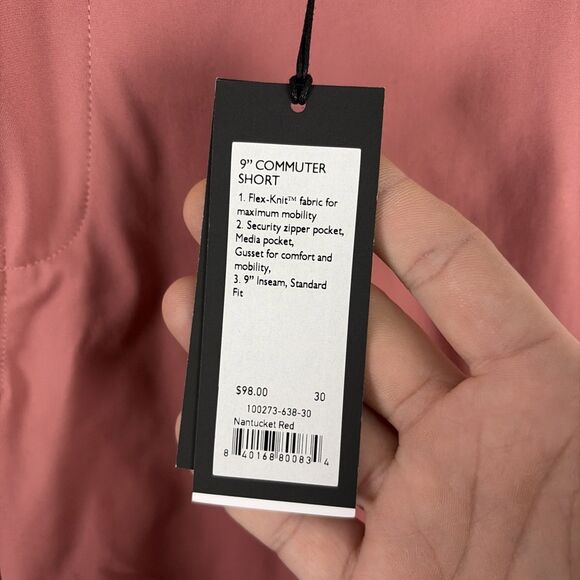 9” COMMUTER
SHORT
1. Flex-Knit™ fabric for
maximum mobility
2. Security zipper pocket,
Media pocket,
Gusset for comfort and
mobility,
3. 9” Inseam, Standard
Fit
$98.00 30
100273-638-30
Nantucket Red
8 40168 80083 4